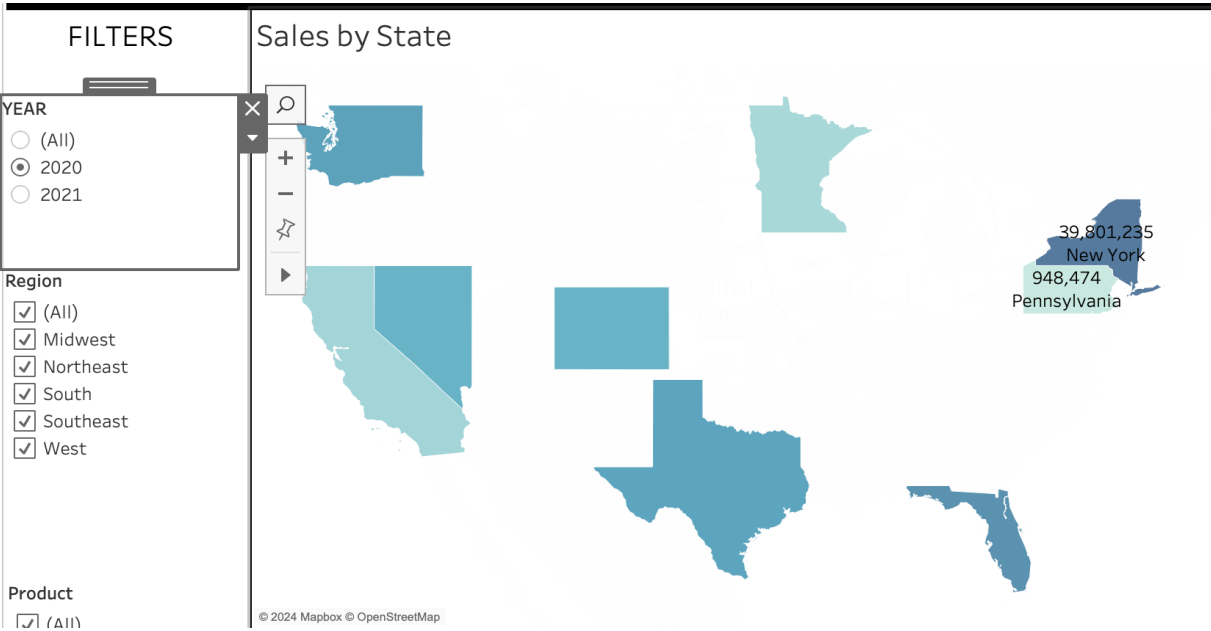 FILTERS
YEAR
(All)
2020
2021
Region
(All)
Midwest
Northeast
South
Southeast
West
Product
(All)
Sales by State
39,801,235
New York
948,474
Pennsylvania
© 2024 Mapbox © OpenStreetMap